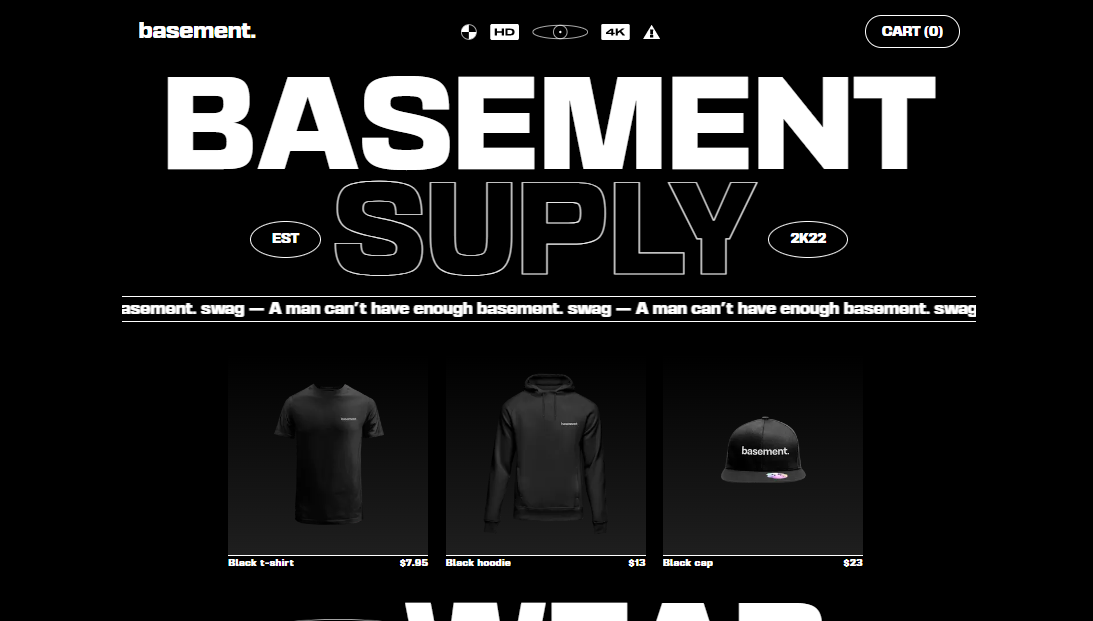 basement. HD 4K CART (0)
BASEMENT
EST SUPLY 2K22
asement. swag — A man can't have enough basement. swag — A man can't have enough basement. swag
basement.
basement.
basement.
Black t-shirt $7.95
Black hoodie $13
Black cap $23
WEAR